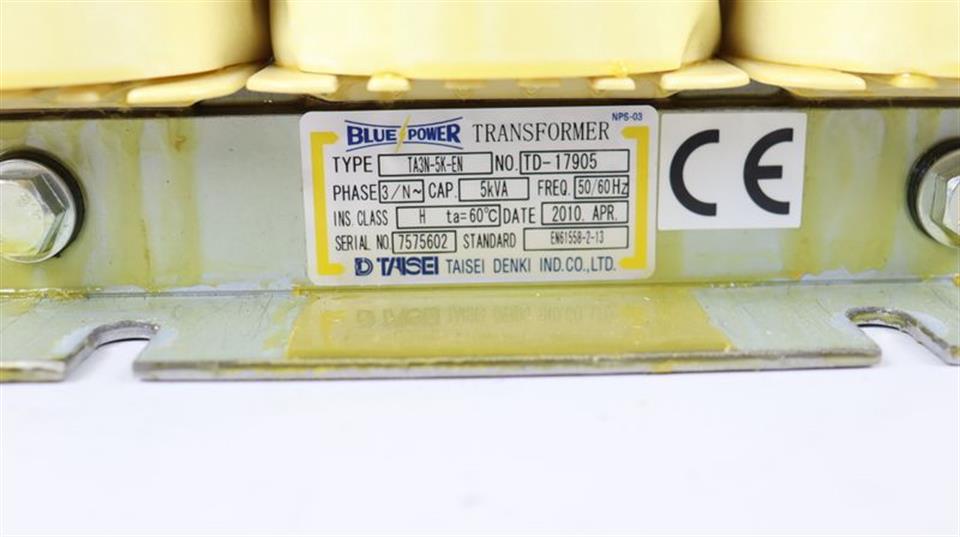 NPS-03
BLUE POWER TRANSFORMER
TYPE TA3N-5K-EN NO. TD-17905
PHASE 3/N~ CAP. 5kVA FREQ. 50/60Hz
INS. CLASS H ta=60℃ DATE 2010. APR.
SERIAL NO. 7575602 STANDARD EN61558-2-13
TAISEI TAISEI DENKI IND.CO.,LTD.
CE